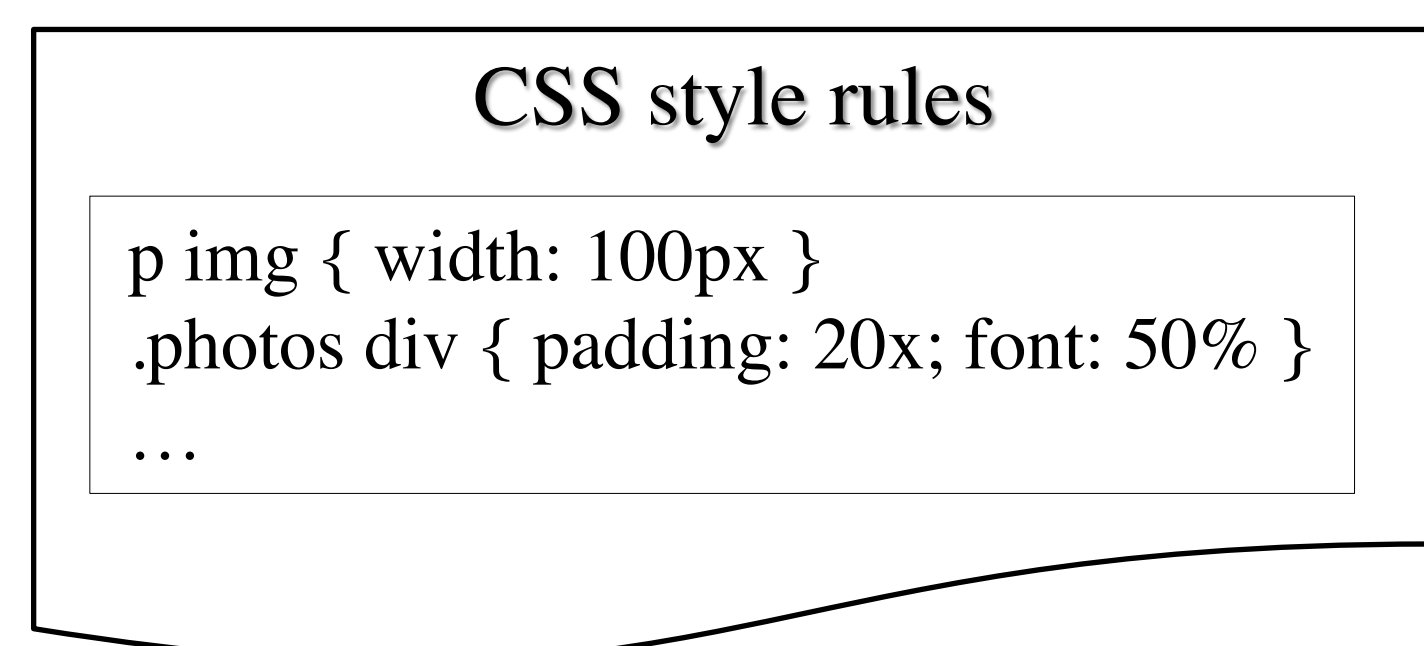 CSS style rules
p img { width: 100px }
.photos div { padding: 20x; font: 50% }
…